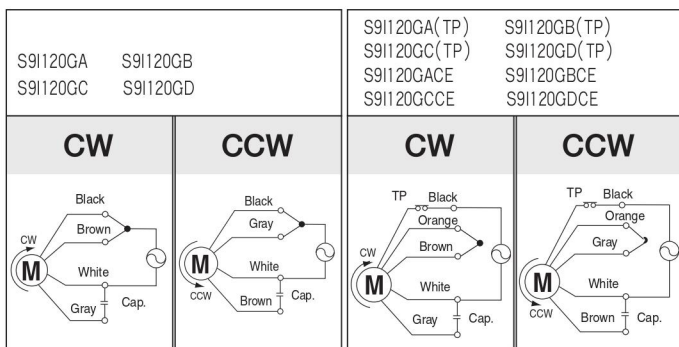 S9I120GA S9I120GB
S9I120GC S9I120GD
CW CCW
Black
Brown
CW
M
White
Gray Cap.
Black
Gray
M
White
CCW
Brown Cap.
S9I120GA(TP) S9I120GB(TP)
S9I120GC(TP) S9I120GD(TP)
S9I120GACE S9I120GBCE
S9I120GCCE S9I120GDCE
CW CCW
TP Black
Orange
CW
Brown
M
White
Gray Cap.
TP Black
Orange
Gray
M
White
CCW
Brown Cap.